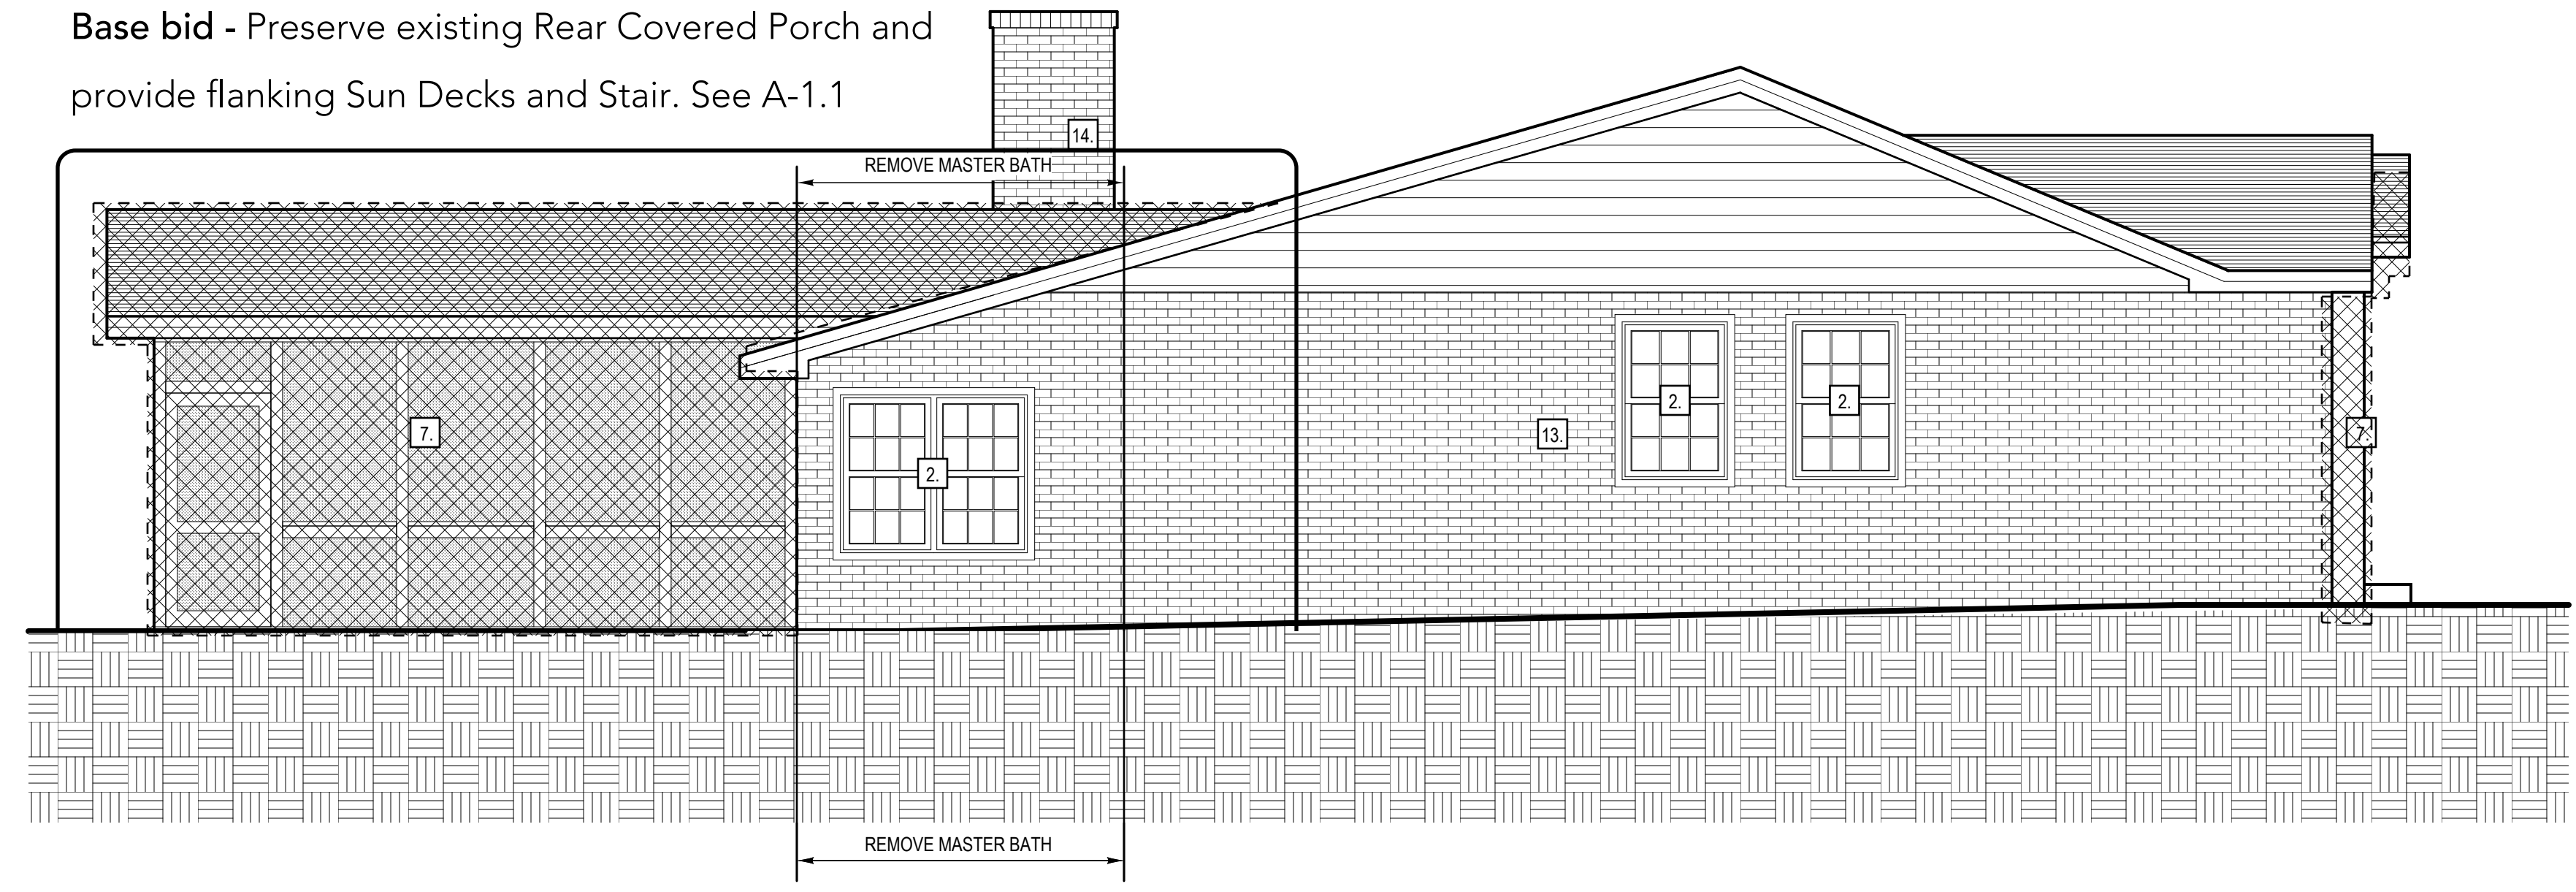 Base bid - Preserve existing Rear Covered Porch and
provide flanking Sun Decks and Stair. See A-1.1
14.
REMOVE MASTER BATH
7.
2.
13.
2.
2.
7.
REMOVE MASTER BATH